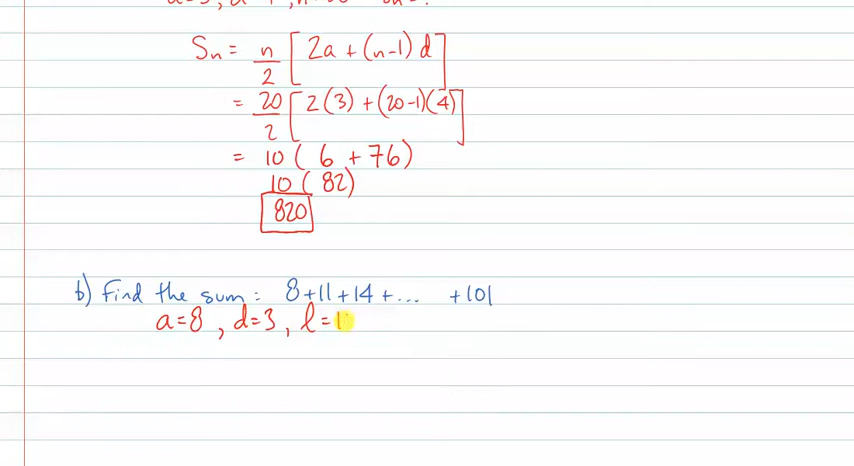 Sn = n/2 [2a + (n-1) d]
= 20/2 [2(3) + (20-1)(4)]
= 10 ( 6 + 76)
10 ( 82)
820
b) Find the sum : 8+11+14 + ... +101
a=8 , d=3 , l=1